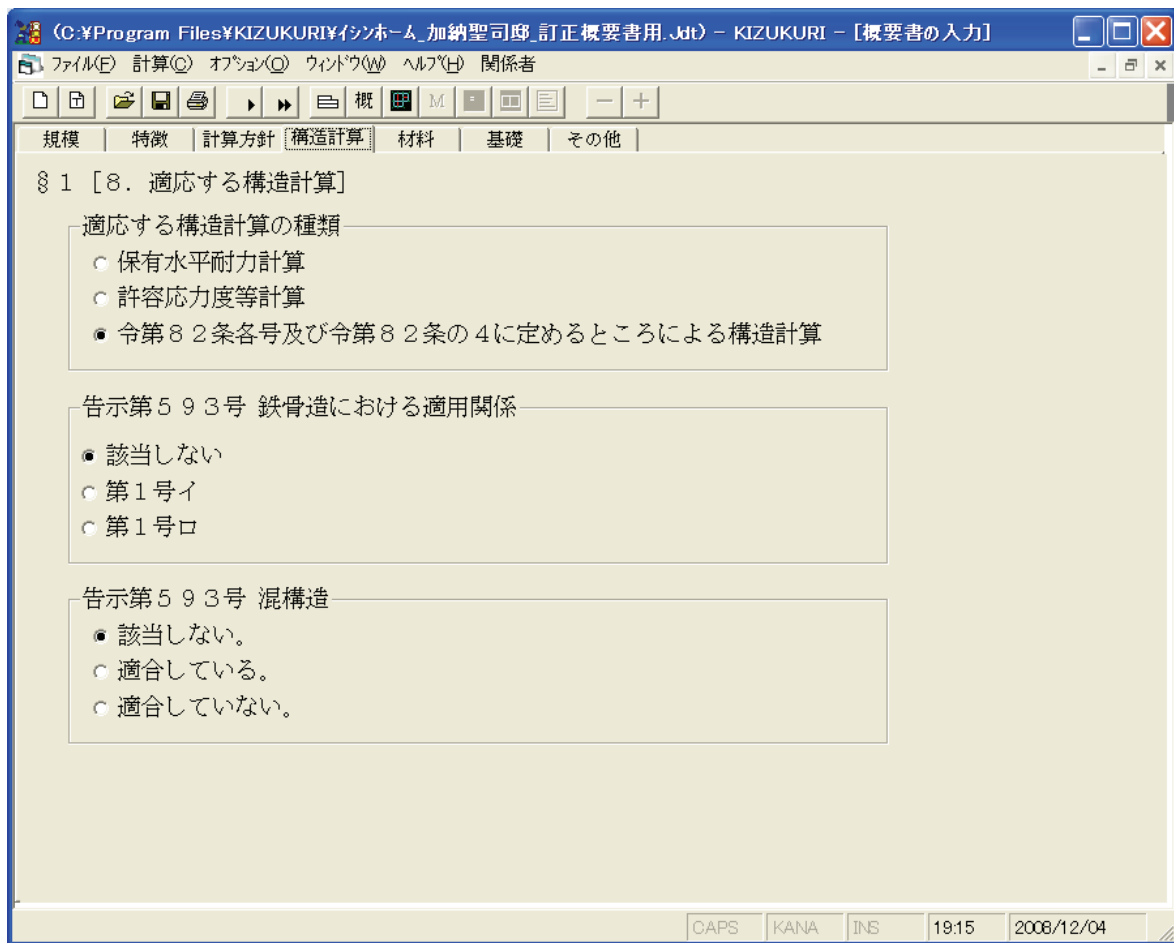 (C:¥Program Files¥KIZUKURI¥ｲｼﾝﾎｰﾑ_加納聖司邸_訂正概要書用.Jdt) - KIZUKURI - [概要書の入力]
ﾌｧｲﾙ(F) 計算(C) ｵﾌﾟｼｮﾝ(O) ｳｨﾝﾄﾞｳ(W) ﾍﾙﾌﾟ(H) 関係者
概 M
規模 特徴 計算方針 構造計算 材料 基礎 その他
§１［８．適応する構造計算］
適応する構造計算の種類
保有水平耐力計算
許容応力度等計算
令第８２条各号及び令第８２条の４に定めるところによる構造計算
告示第５９３号 鉄骨造における適用関係
該当しない
第１号イ
第１号ロ
告示第５９３号 混構造
該当しない。
適合している。
適合していない。
CAPS KANA INS 19:15 2008/12/04